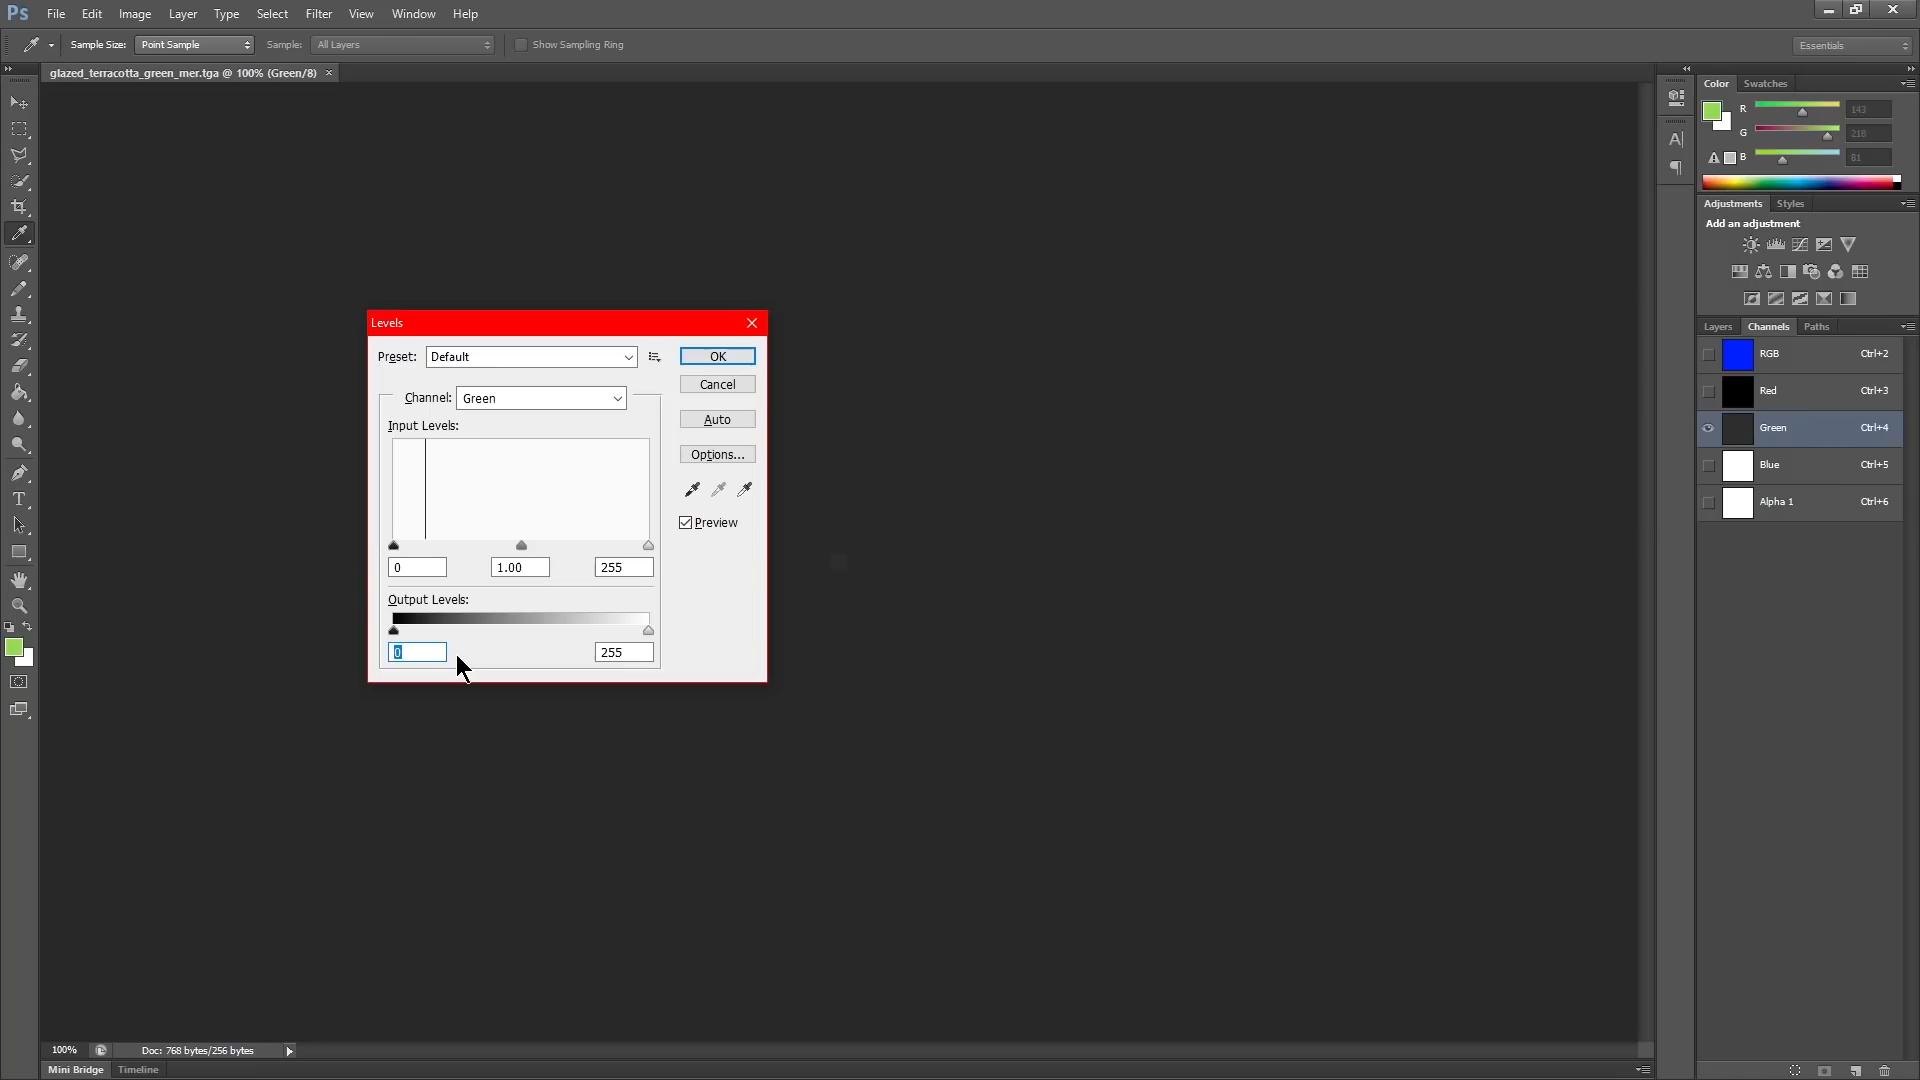 Ps File Edit Image Layer Type Select Filter View Window Help
Sample Size: Point Sample Sample: All Layers Show Sampling Ring Essentials
glazed_terracotta_green_mer.tga @ 100% (Green/8) ×
Color Swatches
R 143
G 218
B 81
Adjustments Styles
Add an adjustment
Layers Channels Paths
RGB Ctrl+2
Red Ctrl+3
Green Ctrl+4
Blue Ctrl+5
Alpha 1 Ctrl+6
Levels
Preset: Default OK
Cancel
Channel: Green
Auto
Input Levels:
Options...
Preview
0 1.00 255
Output Levels:
0 255
100% Doc: 768 bytes/256 bytes
Mini Bridge Timeline